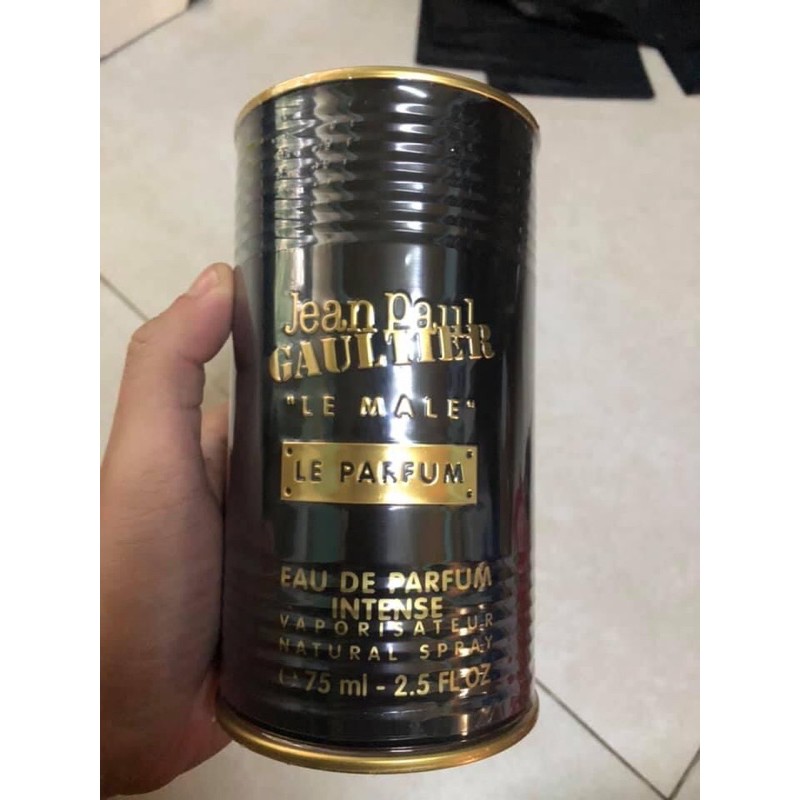 Jean Paul
GAULTIER
"LE MALE"
LE PARFUM
EAU DE PARFUM
INTENSE
VAPORISATEUR
NATURAL SPRAY
75 ml - 2.5 FL OZ